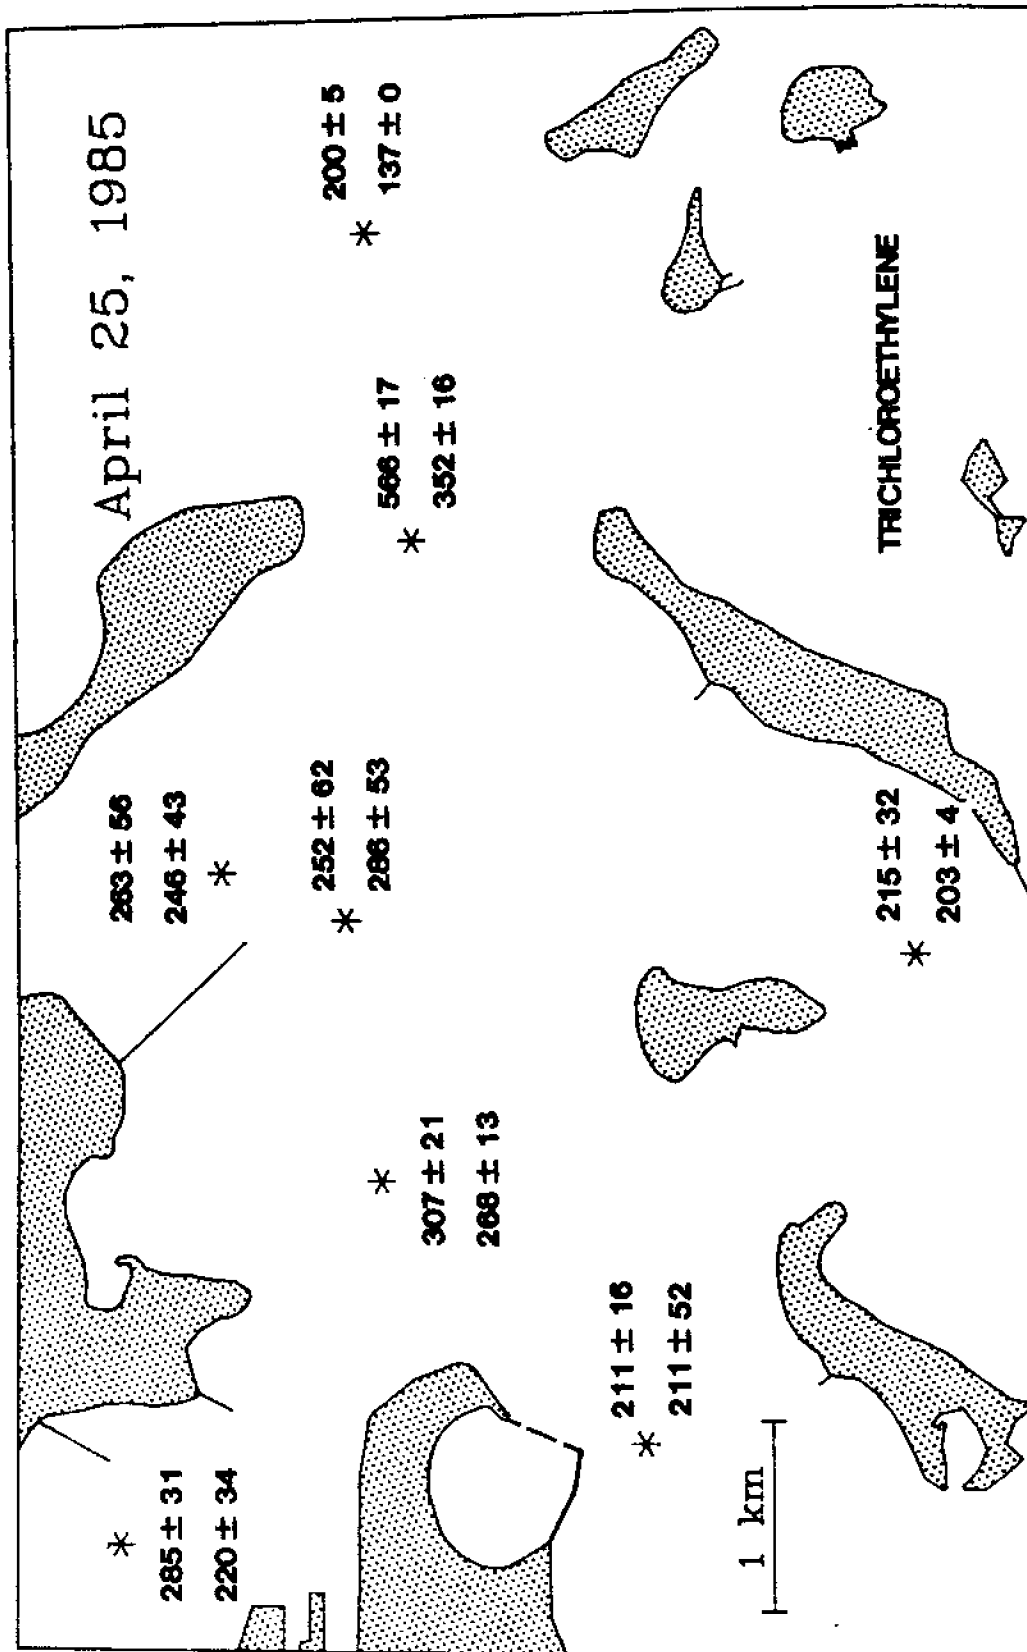 April 25, 1985
263 ± 56
246 ± 43
285 ± 31
220 ± 34
252 ± 62
286 ± 53
200 ± 5
137 ± 0
566 ± 17
352 ± 16
307 ± 21
268 ± 13
211 ± 16
211 ± 52
1 km
215 ± 32
203 ± 4
TRICHLOROETHYLENE